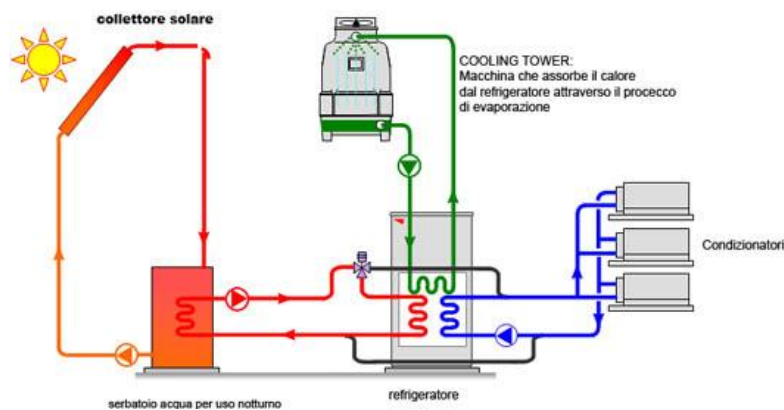 collettore solare
COOLING TOWER:
Macchina che assorbe il calore
dal refrigeratore attraverso il procecco
di evaporazione
Condizionatori
refrigeratore
serbatoio acqua per uso notturno